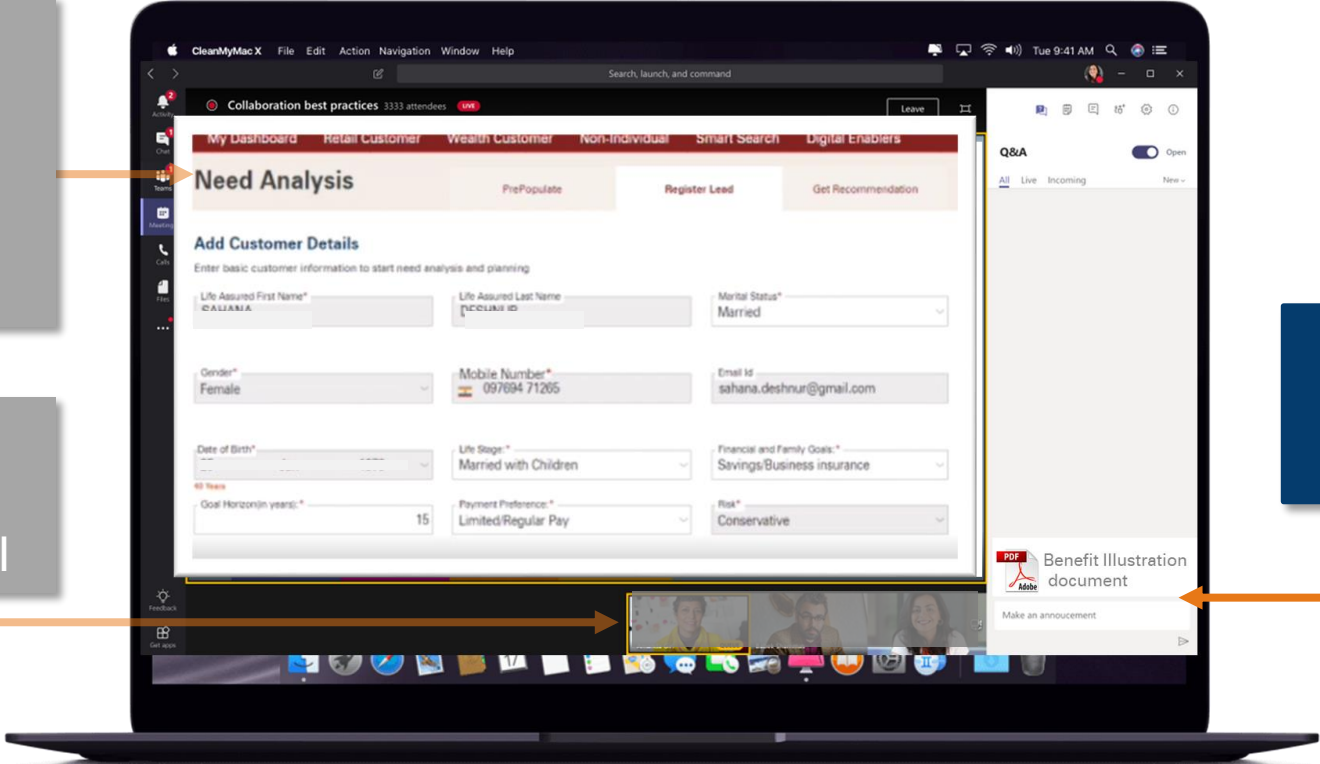 CleanMyMac X File Edit Action Navigation Window Help
Tue 9:41 AM
Search, launch, and command
Collaboration best practices 3333 attendees LIVE
Leave
Activity
Chat
Teams
Meeting
Calls
Files
Feedback
Get apps
My Dashboard Retail Customer Wealth Customer Non-Individual Smart Search Digital Enablers
Need Analysis
PrePopulate Register Lead Get Recommendation
Add Customer Details
Enter basic customer information to start need analysis and planning
Life Assured First Name* Life Assured Last Name Marital Status*
Married
Gender* Mobile Number* Email Id
Female 097694 71265 sahana.deshnur@gmail.com
Date of Birth* Life Stage:* Financial and Family Goals:*
Married with Children Savings/Business insurance
Goal Horizon(in years):* Payment Preference:* Risk*
15 Limited/Regular Pay Conservative
Q&A Open
All Live Incoming New
PDF
Adobe
Benefit Illustration
document
Make an annoucement
17